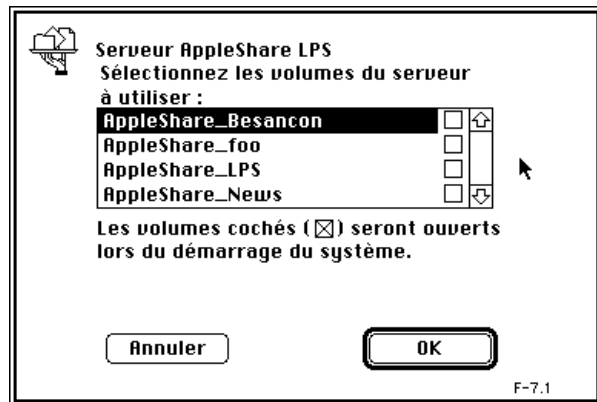 Serveur AppleShare LPS
Sélectionnez les volumes du serveur
à utiliser :
AppleShare_Besancon
AppleShare_foo
AppleShare_LPS
AppleShare_News
Les volumes cochés (☒) seront ouverts
lors du démarrage du système.
Annuler
OK
F-7.1